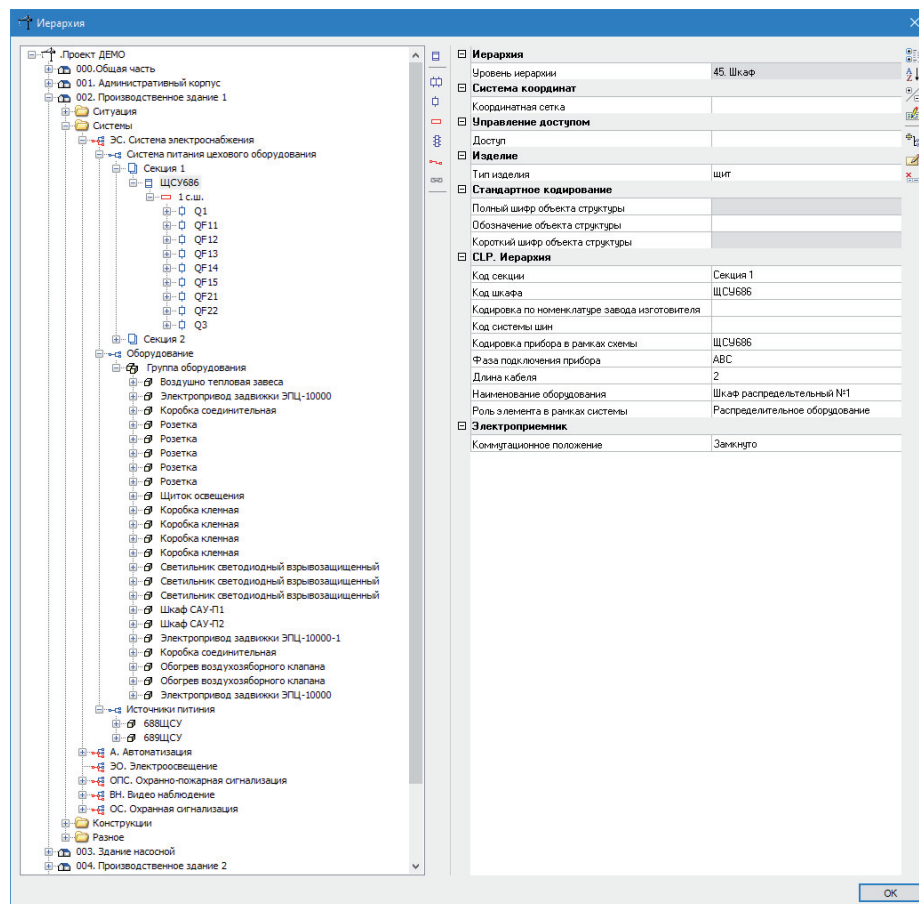 Иерархия
.Проект ДЕМО
000.Общая часть
001. Административный корпус
002. Производственное здание 1
Ситуация
Системы
ЭС. Система электроснабжения
Система питания цехового оборудования
Секция 1
ЩСУ686
1 с.ш.
Q1
QF11
QF12
QF13
QF14
QF15
QF21
QF22
Q3
Секция 2
Оборудование
Группа оборудования
Воздушно тепловая завеса
Электропривод задвижки ЭПЦ-10000
Коробка соединительная
Розетка
Розетка
Розетка
Розетка
Розетка
Щиток освещения
Коробка клемная
Коробка клемная
Коробка клемная
Коробка клемная
Светильник светодиодный взрывозащищенный
Светильник светодиодный взрывозащищенный
Светильник светодиодный взрывозащищенный
Шкаф САУ-П1
Шкаф САУ-П2
Электропривод задвижки ЭПЦ-10000-1
Коробка соединительная
Обогрев воздухозяборного клапана
Обогрев воздухозяборного клапана
Электропривод задвижки ЭПЦ-10000
Источники питиния
688ЩСУ
689ЩСУ
А. Автоматизация
ЭО. Электроосвещение
ОПС. Охранно-пожарная сигнализация
ВН. Видео наблюдение
ОС. Охранная сигнализация
Конструкции
Разное
003. Здание насосной
004. Производственное здание 2
Иерархия
Уровень иерархии 45. Шкаф
Система координат
Координатная сетка
Управление доступом
Доступ
Изделие
Тип изделия щит
Стандартное кодирование
Полный шифр объекта структуры
Обозначение объекта структуры
Короткий шифр объекта структуры
CLP. Иерархия
Код секции Секция 1
Код шкафа ЩСУ686
Кодировка по номенклатуре завода изготовителя
Код системы шин
Кодировка прибора в рамках схемы ЩСУ686
Фаза подключения прибора ABC
Длина кабеля 2
Наименование оборудования Шкаф распредельтельный №1
Роль элемента в рамках системы Распределительное оборудование
Электроприемник
Коммутационное положение Замкнуто
OK